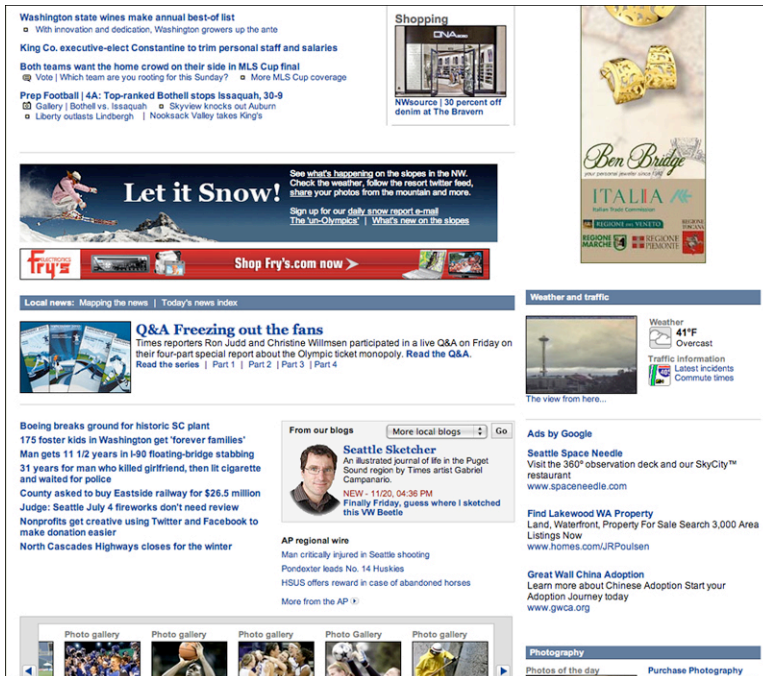 Washington state wines make annual best-of list
With innovation and dedication, Washington growers up the ante
King Co. executive-elect Constantine to trim personal staff and salaries
Both teams want the home crowd on their side in MLS Cup final
Vote | Which team are you rooting for this Sunday? More MLS Cup coverage
Prep Football | 4A: Top-ranked Bothell stops Issaquah, 30-9
Gallery | Bothell vs. Issaquah Skyview knocks out Auburn
Liberty outlasts Lindbergh | Nooksack Valley takes King's
Shopping
DNA
NWsource | 30 percent off
denim at The Bravern
Ben Bridge
your personal jeweler since 1912
ITALIA
Italian Trade Commission
REGIONE DEL VENETO
REGIONE TOSCANA
REGIONE MARCHE
REGIONE PIEMONTE
Let it Snow!
See what's happening on the slopes in the NW.
Check the weather, follow the resort twitter feed,
share your photos from the mountain and more.
Sign up for our daily snow report e-mail
The 'un-Olympics' | What's new on the slopes
Fry's
ELECTRONICS
Shop Fry's.com now >
Local news: Mapping the news | Today's news index
Q&A Freezing out the fans
Times reporters Ron Judd and Christine Willmsen participated in a live Q&A on Friday on
their four-part special report about the Olympic ticket monopoly. Read the Q&A.
Read the series | Part 1 | Part 2 | Part 3 | Part 4
Weather and traffic
Weather
41°F
Overcast
Traffic information
Latest incidents
Commute times
The view from here...
Boeing breaks ground for historic SC plant
175 foster kids in Washington get 'forever families'
Man gets 11 1/2 years in I-90 floating-bridge stabbing
31 years for man who killed girlfriend, then lit cigarette
and waited for police
County asked to buy Eastside railway for $26.5 million
Judge: Seattle July 4 fireworks don't need review
Nonprofits get creative using Twitter and Facebook to
make donation easier
North Cascades Highways closes for the winter
From our blogs
More local blogs
Go
Seattle Sketcher
An illustrated journal of life in the Puget
Sound region by Times artist Gabriel
Campanario.
NEW - 11/20, 04:36 PM
Finally Friday, guess where I sketched
this VW Beetle
AP regional wire
Man critically injured in Seattle shooting
Pondexter leads No. 14 Huskies
HSUS offers reward in case of abandoned horses
More from the AP
Ads by Google
Seattle Space Needle
Visit the 360º observation deck and our SkyCity™
restaurant
www.spaceneedle.com
Find Lakewood WA Property
Land, Waterfront, Property For Sale Search 3,000 Area
Listings Now
www.homes.com/JRPoulsen
Great Wall China Adoption
Learn more about Chinese Adoption Start your
Adoption Journey today
www.gwca.org
Photo gallery
Photo gallery
Photo gallery
Photo Gallery
Photo gallery
Photography
Photos of the day
Purchase Photography